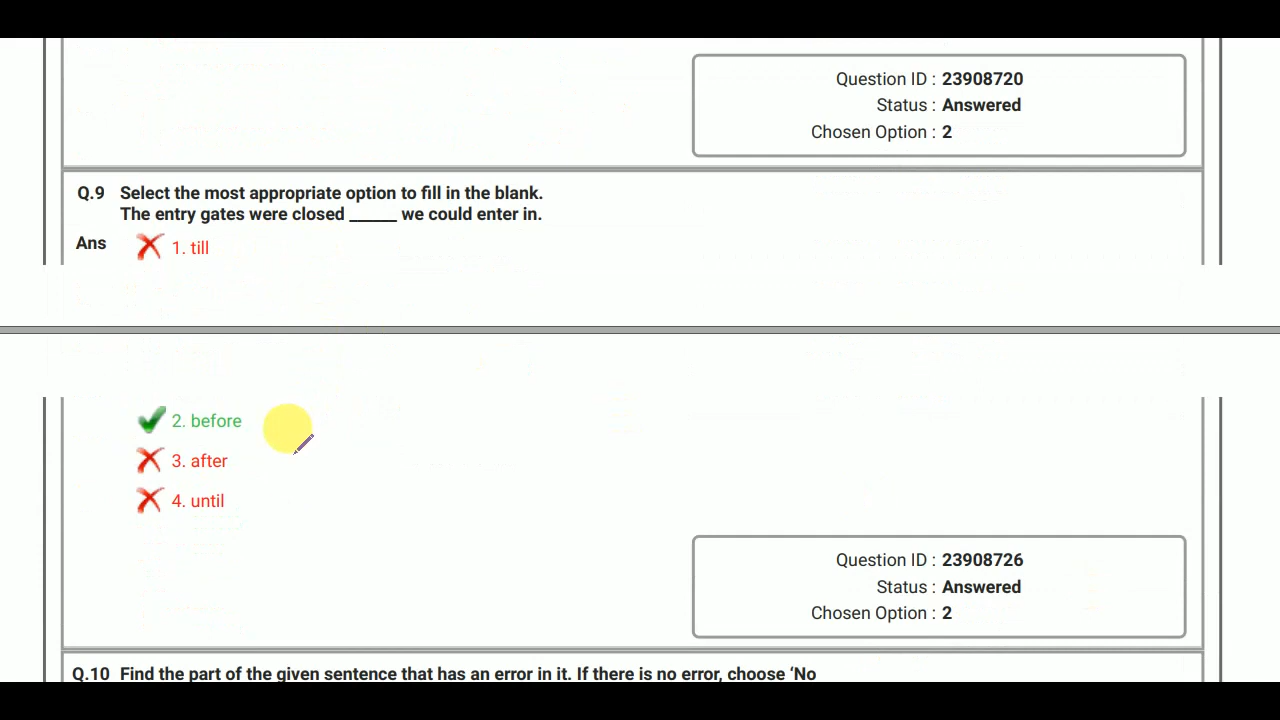 Question ID : 23908720
Status : Answered
Chosen Option : 2
Q.9 Select the most appropriate option to fill in the blank.
The entry gates were closed ______ we could enter in.
Ans 1. till
2. before
3. after
4. until
Question ID : 23908726
Status : Answered
Chosen Option : 2
Q.10 Find the part of the given sentence that has an error in it. If there is no error, choose ‘No